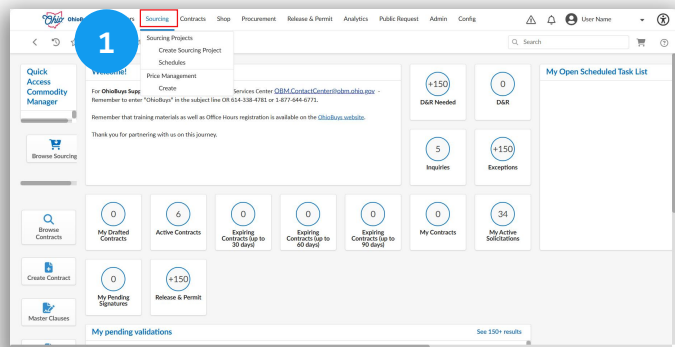 Ohio OhioBu
rs Sourcing Contracts Shop Procurement Release & Permit Analytics Public Request Admin Config User Name
1
Search
Sourcing Projects
Create Sourcing Project
Schedules
Price Management
Create
Quick
Access
Commodity
Manager
Browse Sourcing
Browse
Contracts
Create Contract
Master Clauses
Welcome!
For OhioBuys Supp Services Center OBM.ContactCenter@obm.ohio.gov -
Remember to enter "OhioBuys" in the subject line OR 614-338-4781 or 1-877-644-6771.
Remember that training materials as well as Office Hours registration is available on the OhioBuys website.
Thank you for partnering with us on this journey.
+150
D&R Needed
0
D&R
5
Inquiries
+150
Exceptions
My Open Scheduled Task List
0
My Drafted
Contracts
6
Active Contracts
0
Expiring
Contracts (up to
30 days)
0
Expiring
Contracts (up to
60 days)
0
Expiring
Contracts (up to
90 days)
0
My Contracts
34
My Active
Solicitations
0
My Pending
Signatures
+150
Release & Permit
My pending validations
See 150+ results